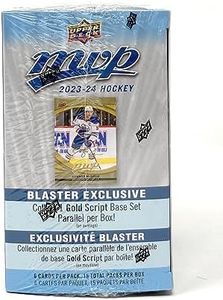 UPPER DECK
mvp
2023-24 HOCKEY
BLASTER EXCLUSIVE
Gold Script Base Set
Parallel per Box!
EXCLUSIVITÉ BLASTER
Collectionnez une carte parallèle de l'ensemble
de base Gold Script par boîte!
6 CARDS PER PACK, 15 TOTAL PACKS PER BOX
6 CARTES PAR PAQUET, 15 PAQUETS PAR BOÎTE